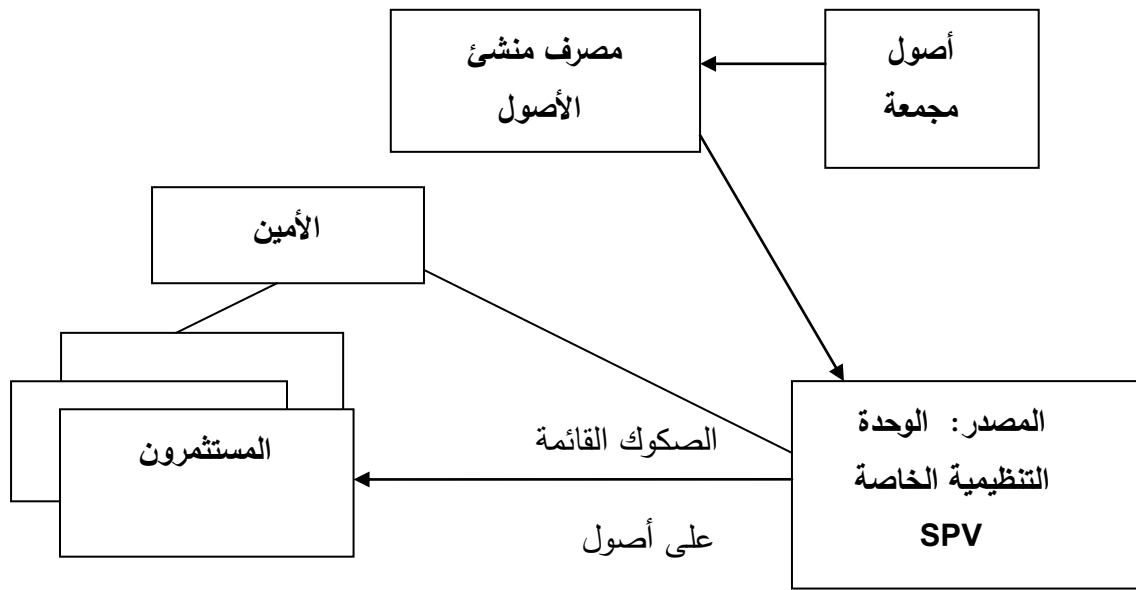 أصول
مجمعة
مصرف منشئ
الأصول
الأمين
المستثمرون
الصكوك القائمة
على أصول
المصدر: الوحدة
التنظيمية الخاصة
SPV